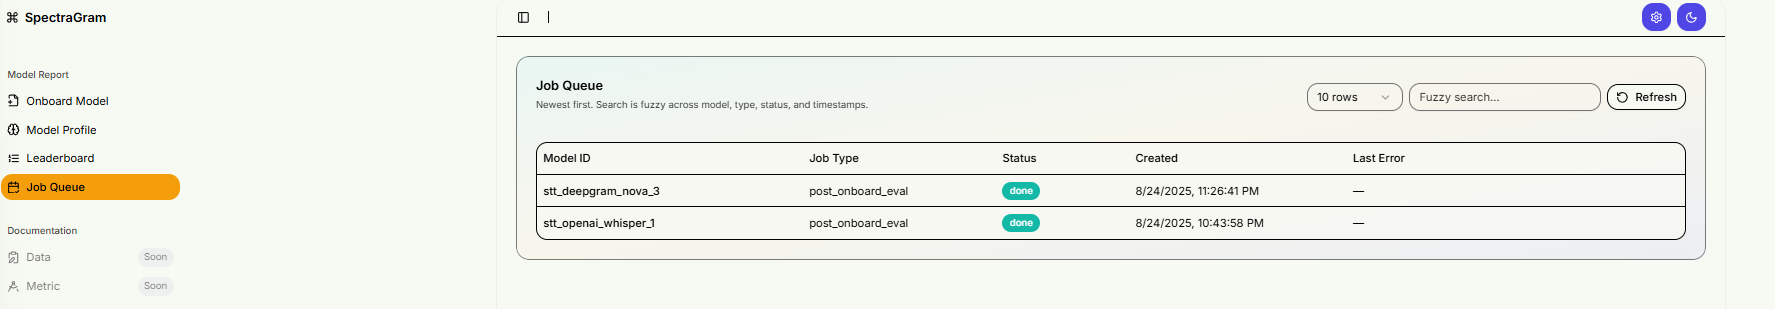 SpectraGram
Model Report
Onboard Model
Model Profile
Leaderboard
Job Queue
Documentation
Data Soon
Metric Soon
Job Queue
Newest first. Search is fuzzy across model, type, status, and timestamps.
10 rows
Fuzzy search...
Refresh
Model ID Job Type Status Created Last Error
stt_deepgram_nova_3 post_onboard_eval done 8/24/2025, 11:26:41 PM —
stt_openai_whisper_1 post_onboard_eval done 8/24/2025, 10:43:58 PM —